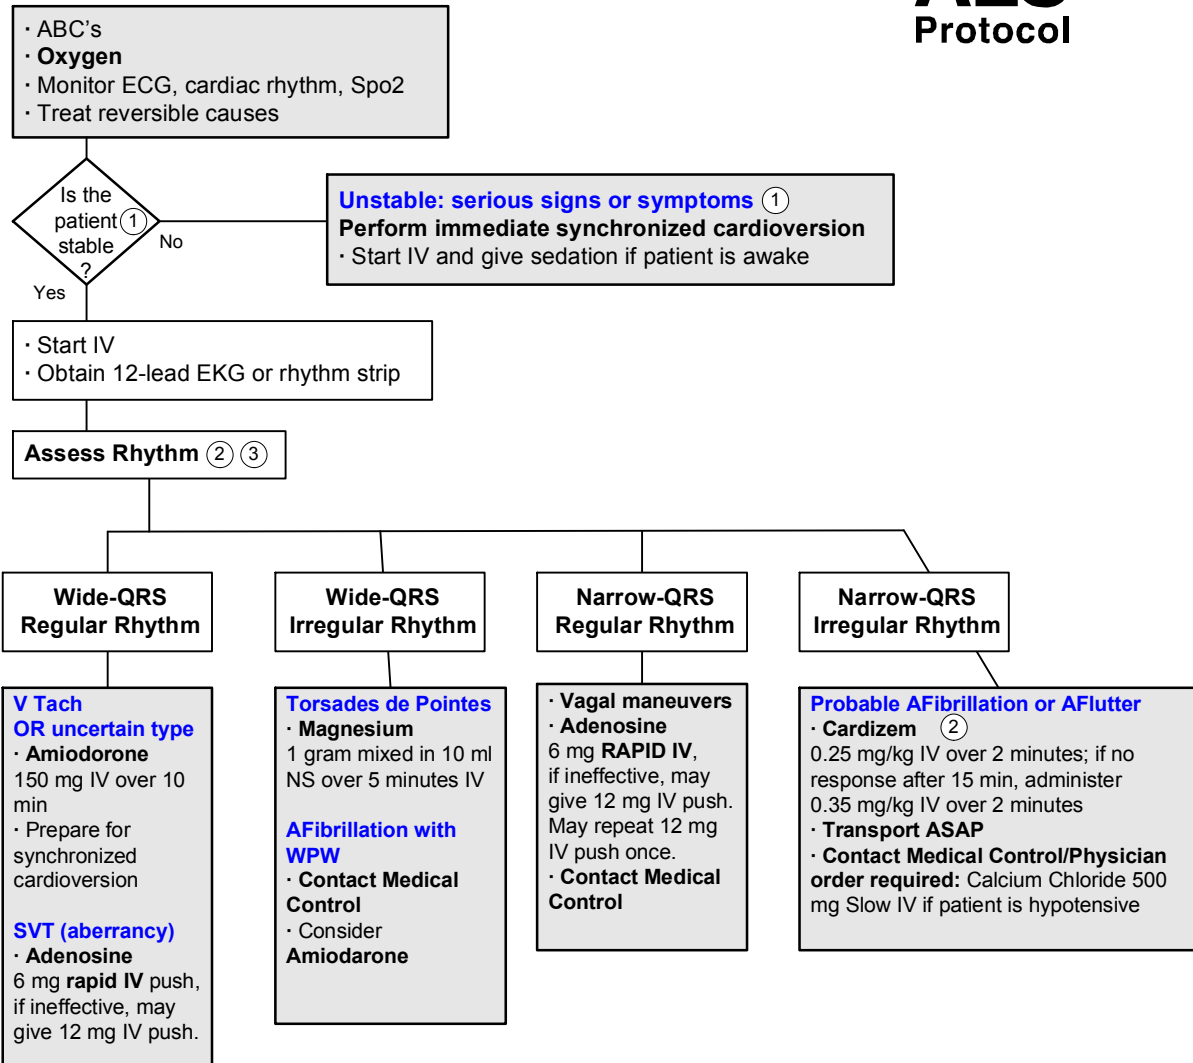 ALS
Protocol
· ABC's
· Oxygen
· Monitor ECG, cardiac rhythm, Spo2
· Treat reversible causes
Is the
patient 1
stable
?
No
Yes
Unstable: serious signs or symptoms 1
Perform immediate synchronized cardioversion
· Start IV and give sedation if patient is awake
· Start IV
· Obtain 12-lead EKG or rhythm strip
Assess Rhythm 2 3
Wide-QRS
Regular Rhythm
Wide-QRS
Irregular Rhythm
Narrow-QRS
Regular Rhythm
Narrow-QRS
Irregular Rhythm
V Tach
OR uncertain type
· Amiodorone
150 mg IV over 10
min
· Prepare for
synchronized
cardioversion
SVT (aberrancy)
· Adenosine
6 mg rapid IV push,
if ineffective, may
give 12 mg IV push.
Torsades de Pointes
· Magnesium
1 gram mixed in 10 ml
NS over 5 minutes IV
AFibrillation with
WPW
· Contact Medical
Control
· Consider
Amiodarone
· Vagal maneuvers
· Adenosine
6 mg RAPID IV,
if ineffective, may
give 12 mg IV push.
May repeat 12 mg
IV push once.
· Contact Medical
Control
Probable AFibrillation or AFlutter
· Cardizem 2
0.25 mg/kg IV over 2 minutes; if no
response after 15 min, administer
0.35 mg/kg IV over 2 minutes
· Transport ASAP
· Contact Medical Control/Physician
order required: Calcium Chloride 500
mg Slow IV if patient is hypotensive